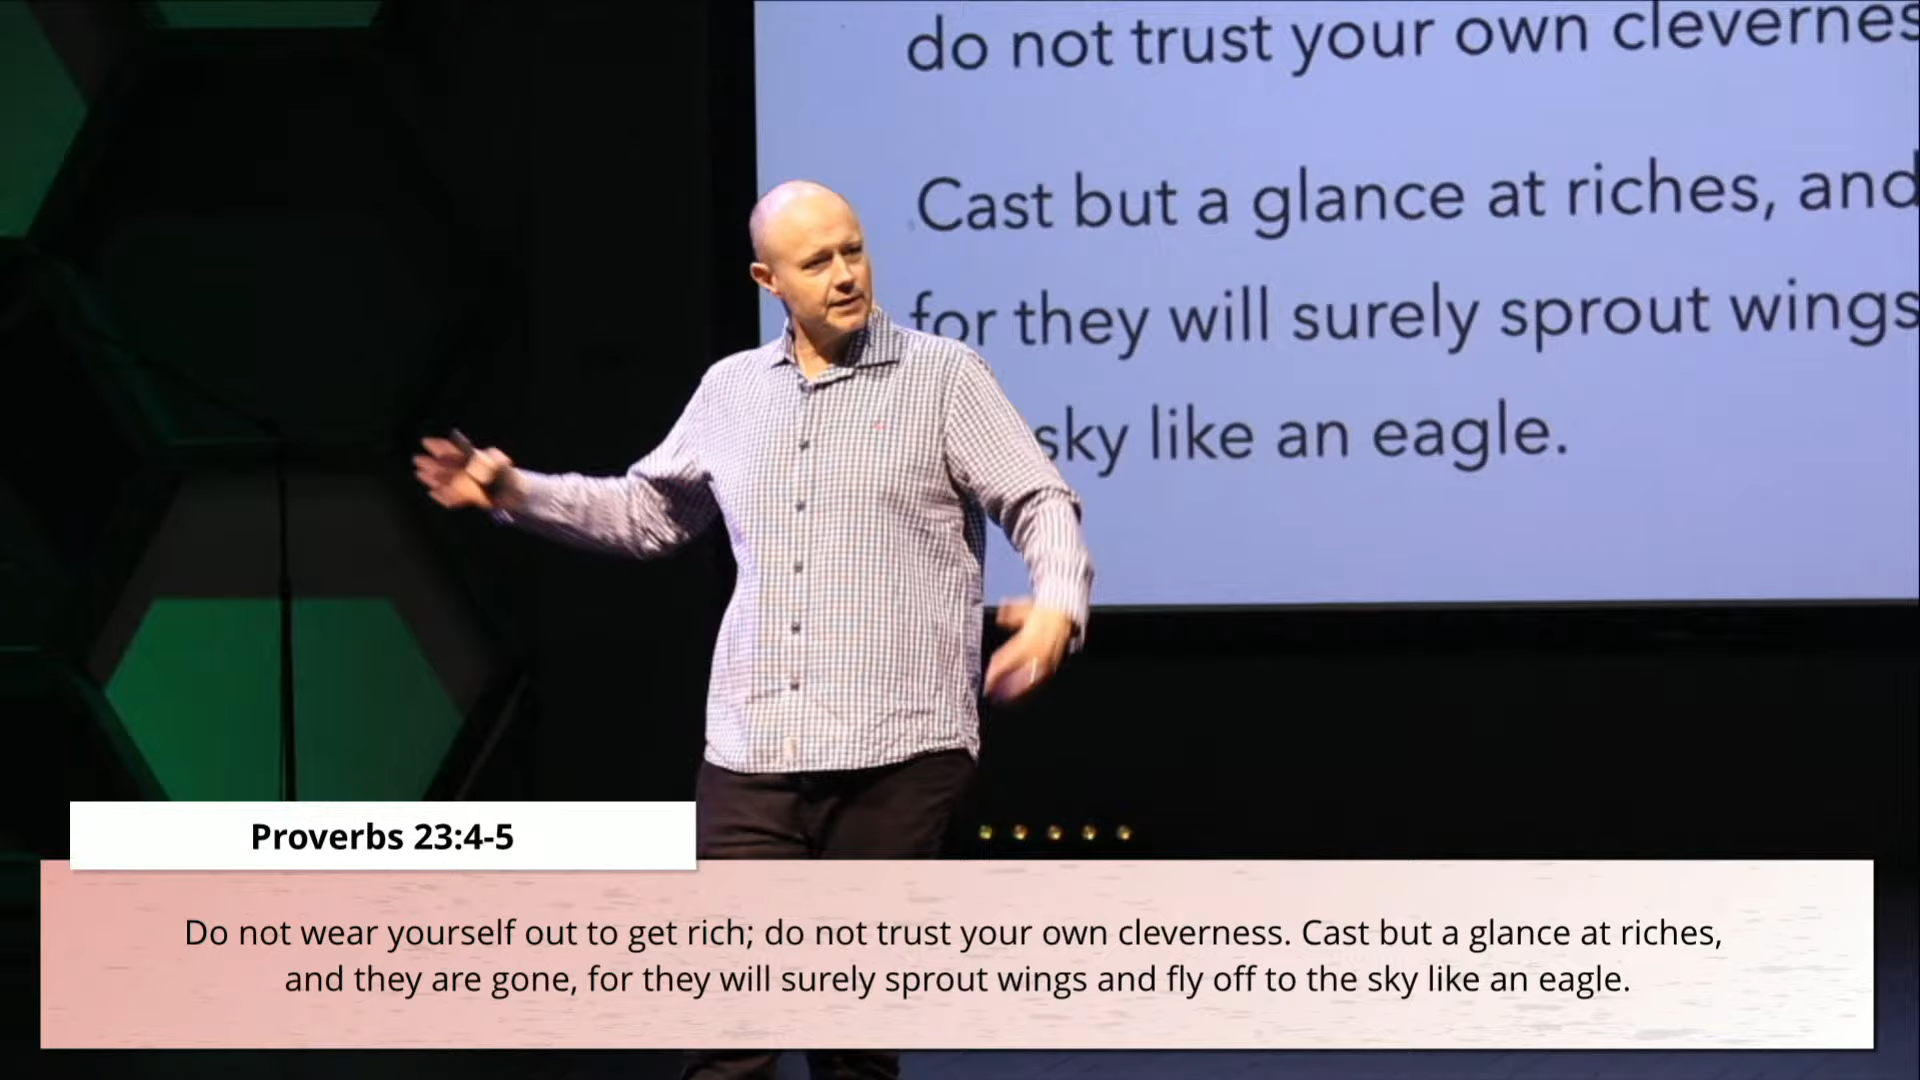 do not trust your own
Cast but a glance at riches, and
for they will surely sprout wings
sky like an eagle.
Proverbs 23:4-5
Do not wear yourself out to get rich; do not trust your own cleverness. Cast but a glance at riches,
and they are gone, for they will surely sprout wings and fly off to the sky like an eagle.